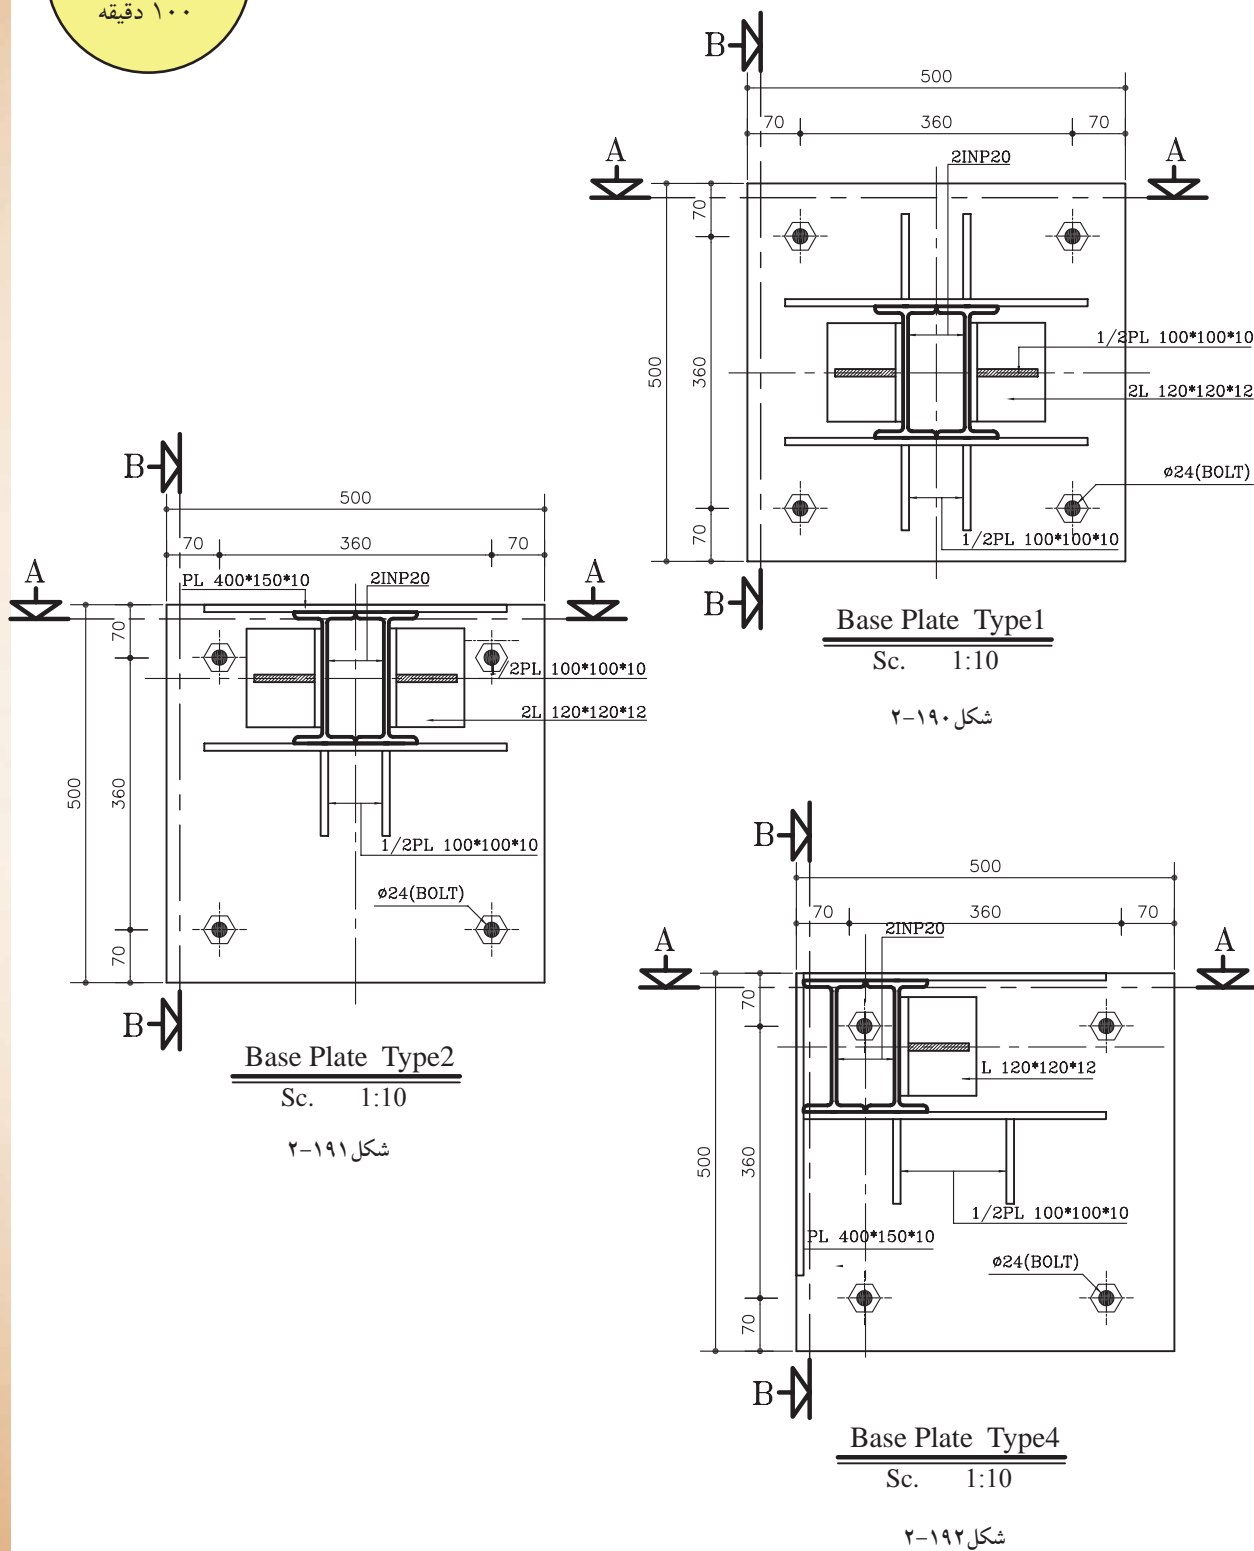 ۱۰۰ دقیقه
B
500
70 360 70
A A
2INP20
70
1/2PL 100*100*10
500
360
2L 120*120*12
ø24(BOLT)
70
1/2PL 100*100*10
B
Base Plate Type1
Sc. 1:10
شکل ۱۹۰-۲
B
500
70 360 70
A A
PL 400*150*10
2INP20
70
2PL 100*100*10
2L 120*120*12
500
360
1/2PL 100*100*10
ø24(BOLT)
70
B
Base Plate Type2
Sc. 1:10
شکل ۱۹۱-۲
B
500
70 360 70
A A
2INP20
70
L 120*120*12
500
360
1/2PL 100*100*10
PL 400*150*10
ø24(BOLT)
70
B
Base Plate Type4
Sc. 1:10
شکل ۱۹۲-۲